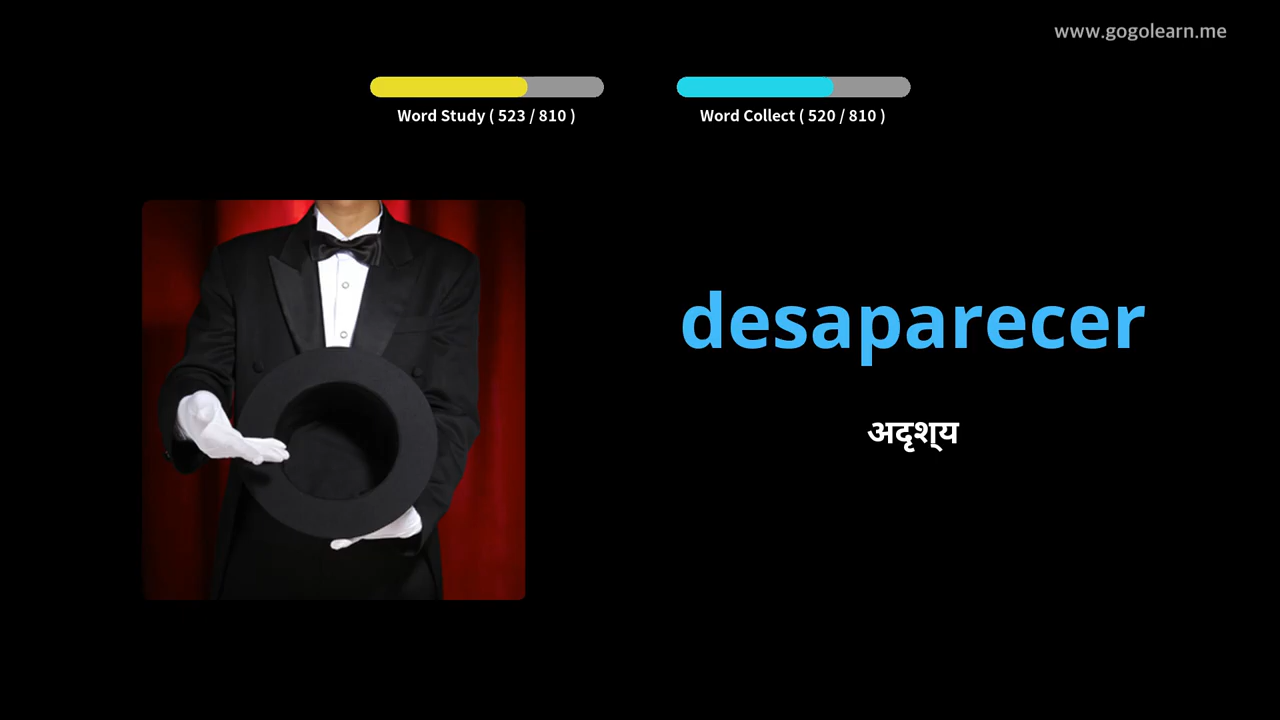 www.gogolearn.me
Word Study ( 523 / 810 )
Word Collect ( 520 / 810 )
desaparecer
अदृश्य